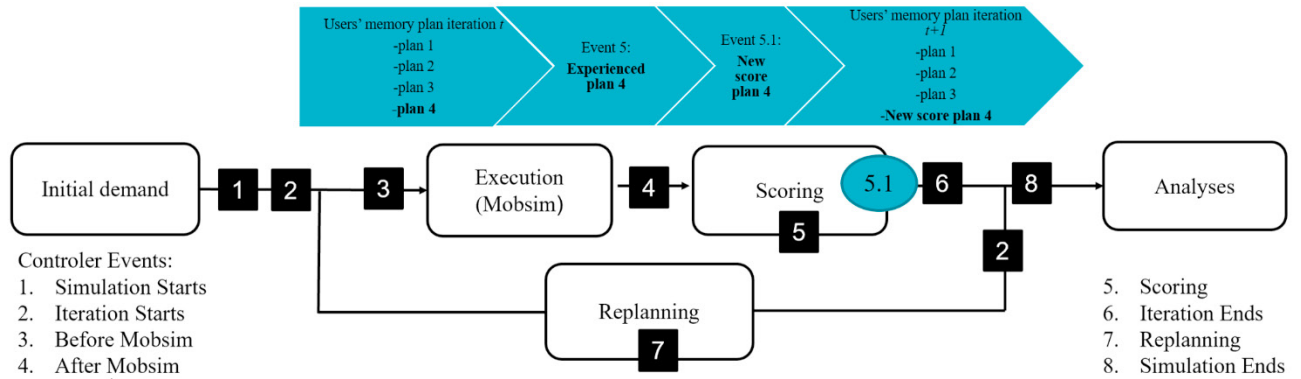 Users' memory plan iteration t
-plan 1
-plan 2
-plan 3
-plan 4
Event 5:
Experienced
plan 4
Event 5.1:
New
score
plan 4
Users' memory plan iteration
t+1
-plan 1
-plan 2
-plan 3
-New score plan 4
Initial demand
1
2
3
Execution
(Mobsim)
4
Scoring
5.1
5
6
8
Analyses
2
Replanning
7
Controler Events:
1. Simulation Starts
2. Iteration Starts
3. Before Mobsim
4. After Mobsim
5. Scoring
6. Iteration Ends
7. Replanning
8. Simulation Ends